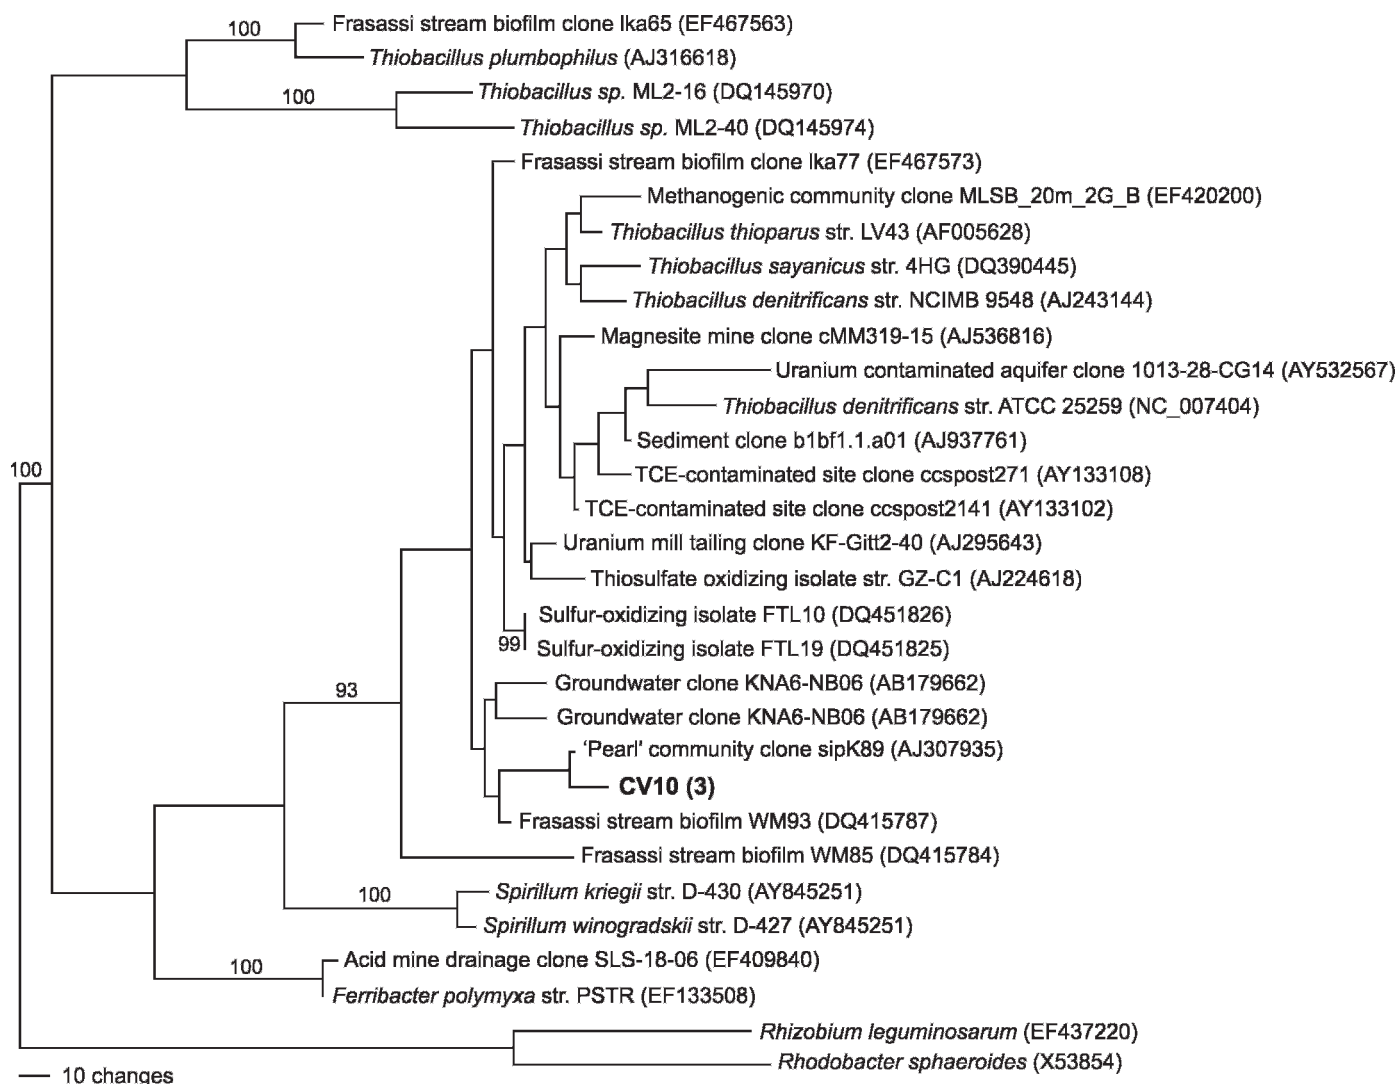 100
Frasassi stream biofilm clone lka65 (EF467563)
Thiobacillus plumbophilus (AJ316618)
100
Thiobacillus sp. ML2-16 (DQ145970)
Thiobacillus sp. ML2-40 (DQ145974)
Frasassi stream biofilm clone lka77 (EF467573)
Methanogenic community clone MLSB_20m_2G_B (EF420200)
Thiobacillus thioparus str. LV43 (AF005628)
Thiobacillus sayanicus str. 4HG (DQ390445)
Thiobacillus denitrificans str. NCIMB 9548 (AJ243144)
Magnesite mine clone cMM319-15 (AJ536816)
Uranium contaminated aquifer clone 1013-28-CG14 (AY532567)
Thiobacillus denitrificans str. ATCC 25259 (NC_007404)
Sediment clone b1bf1.1.a01 (AJ937761)
100
TCE-contaminated site clone ccspost271 (AY133108)
TCE-contaminated site clone ccspost2141 (AY133102)
Uranium mill tailing clone KF-Gitt2-40 (AJ295643)
Thiosulfate oxidizing isolate str. GZ-C1 (AJ224618)
Sulfur-oxidizing isolate FTL10 (DQ451826)
99
Sulfur-oxidizing isolate FTL19 (DQ451825)
Groundwater clone KNA6-NB06 (AB179662)
93
Groundwater clone KNA6-NB06 (AB179662)
‘Pearl’ community clone sipK89 (AJ307935)
CV10 (3)
Frasassi stream biofilm WM93 (DQ415787)
Frasassi stream biofilm WM85 (DQ415784)
100
Spirillum kriegii str. D-430 (AY845251)
Spirillum winogradskii str. D-427 (AY845251)
Acid mine drainage clone SLS-18-06 (EF409840)
100
Ferribacter polymyxa str. PSTR (EF133508)
Rhizobium leguminosarum (EF437220)
Rhodobacter sphaeroides (X53854)
10 changes